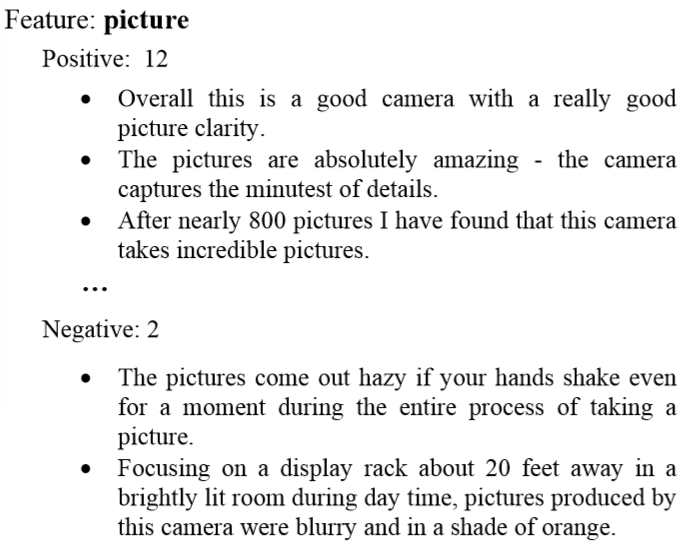 Feature: picture
Positive: 12
• Overall this is a good camera with a really good
picture clarity.
• The pictures are absolutely amazing - the camera
captures the minutest of details.
• After nearly 800 pictures I have found that this camera
takes incredible pictures.
…
Negative: 2
• The pictures come out hazy if your hands shake even
for a moment during the entire process of taking a
picture.
• Focusing on a display rack about 20 feet away in a
brightly lit room during day time, pictures produced by
this camera were blurry and in a shade of orange.